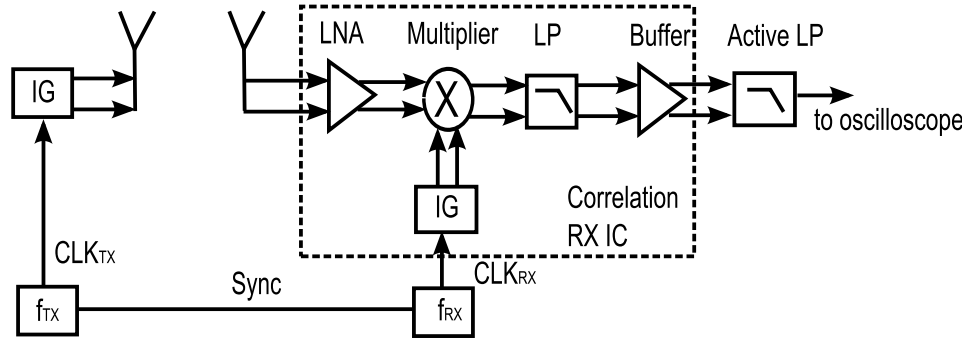 LNA
Multiplier
LP
Buffer
Active LP
IG
X
to oscilloscope
IG
Correlation
RX IC
CLKTX
CLKRX
Sync
fTX
fRX